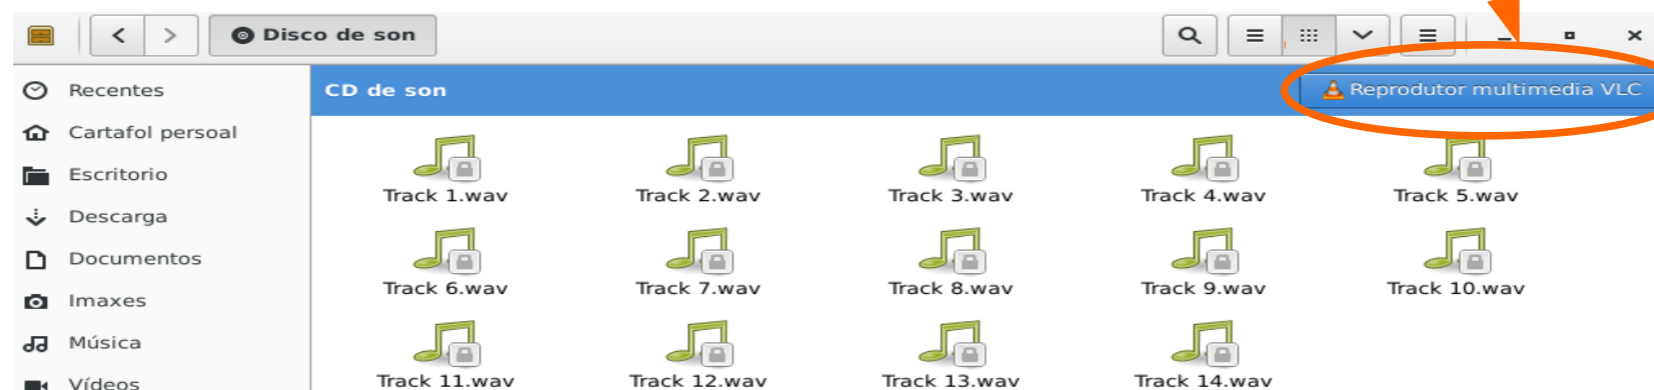 Disco de son
Recentes
CD de son
Reprodutor multimedia VLC
Cartafol persoal
Escritorio
Descarga
Documentos
Imaxes
Música
Vídeos
Track 1.wav Track 2.wav Track 3.wav Track 4.wav Track 5.wav
Track 6.wav Track 7.wav Track 8.wav Track 9.wav Track 10.wav
Track 11.wav Track 12.wav Track 13.wav Track 14.wav